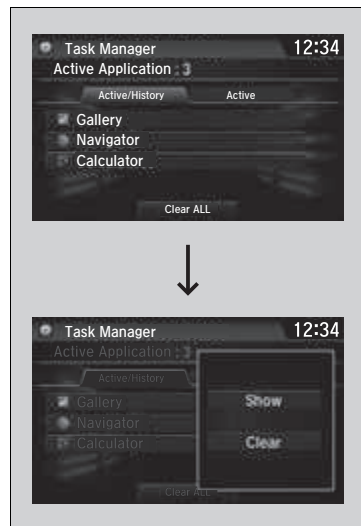 Task Manager 12:34
Active Application : 3
Active/History Active
Gallery
Navigator
Calculator
Clear ALL
Task Manager 12:34
Active Application : 3
Active/History
Gallery
Navigator
Calculator
Show
Clear
Clear ALL